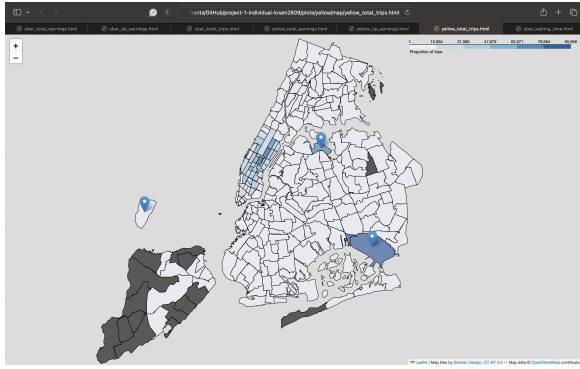 ents/GitHub/project-1-individual-knam2609/plots/yellow/map/yellow_total_trips.html
uber_total_earnings.html
uber_tip_earnings.html
uber_total_trips.html
yellow_total_earnings.html
yellow_tip_earnings.html
yellow_total_trips.html
uber_waiting_time.html
+
−
Proportion of trips
Leaflet | Map tiles by Stamen Design, CC BY 3.0 — Map data © OpenStreetMap contributo